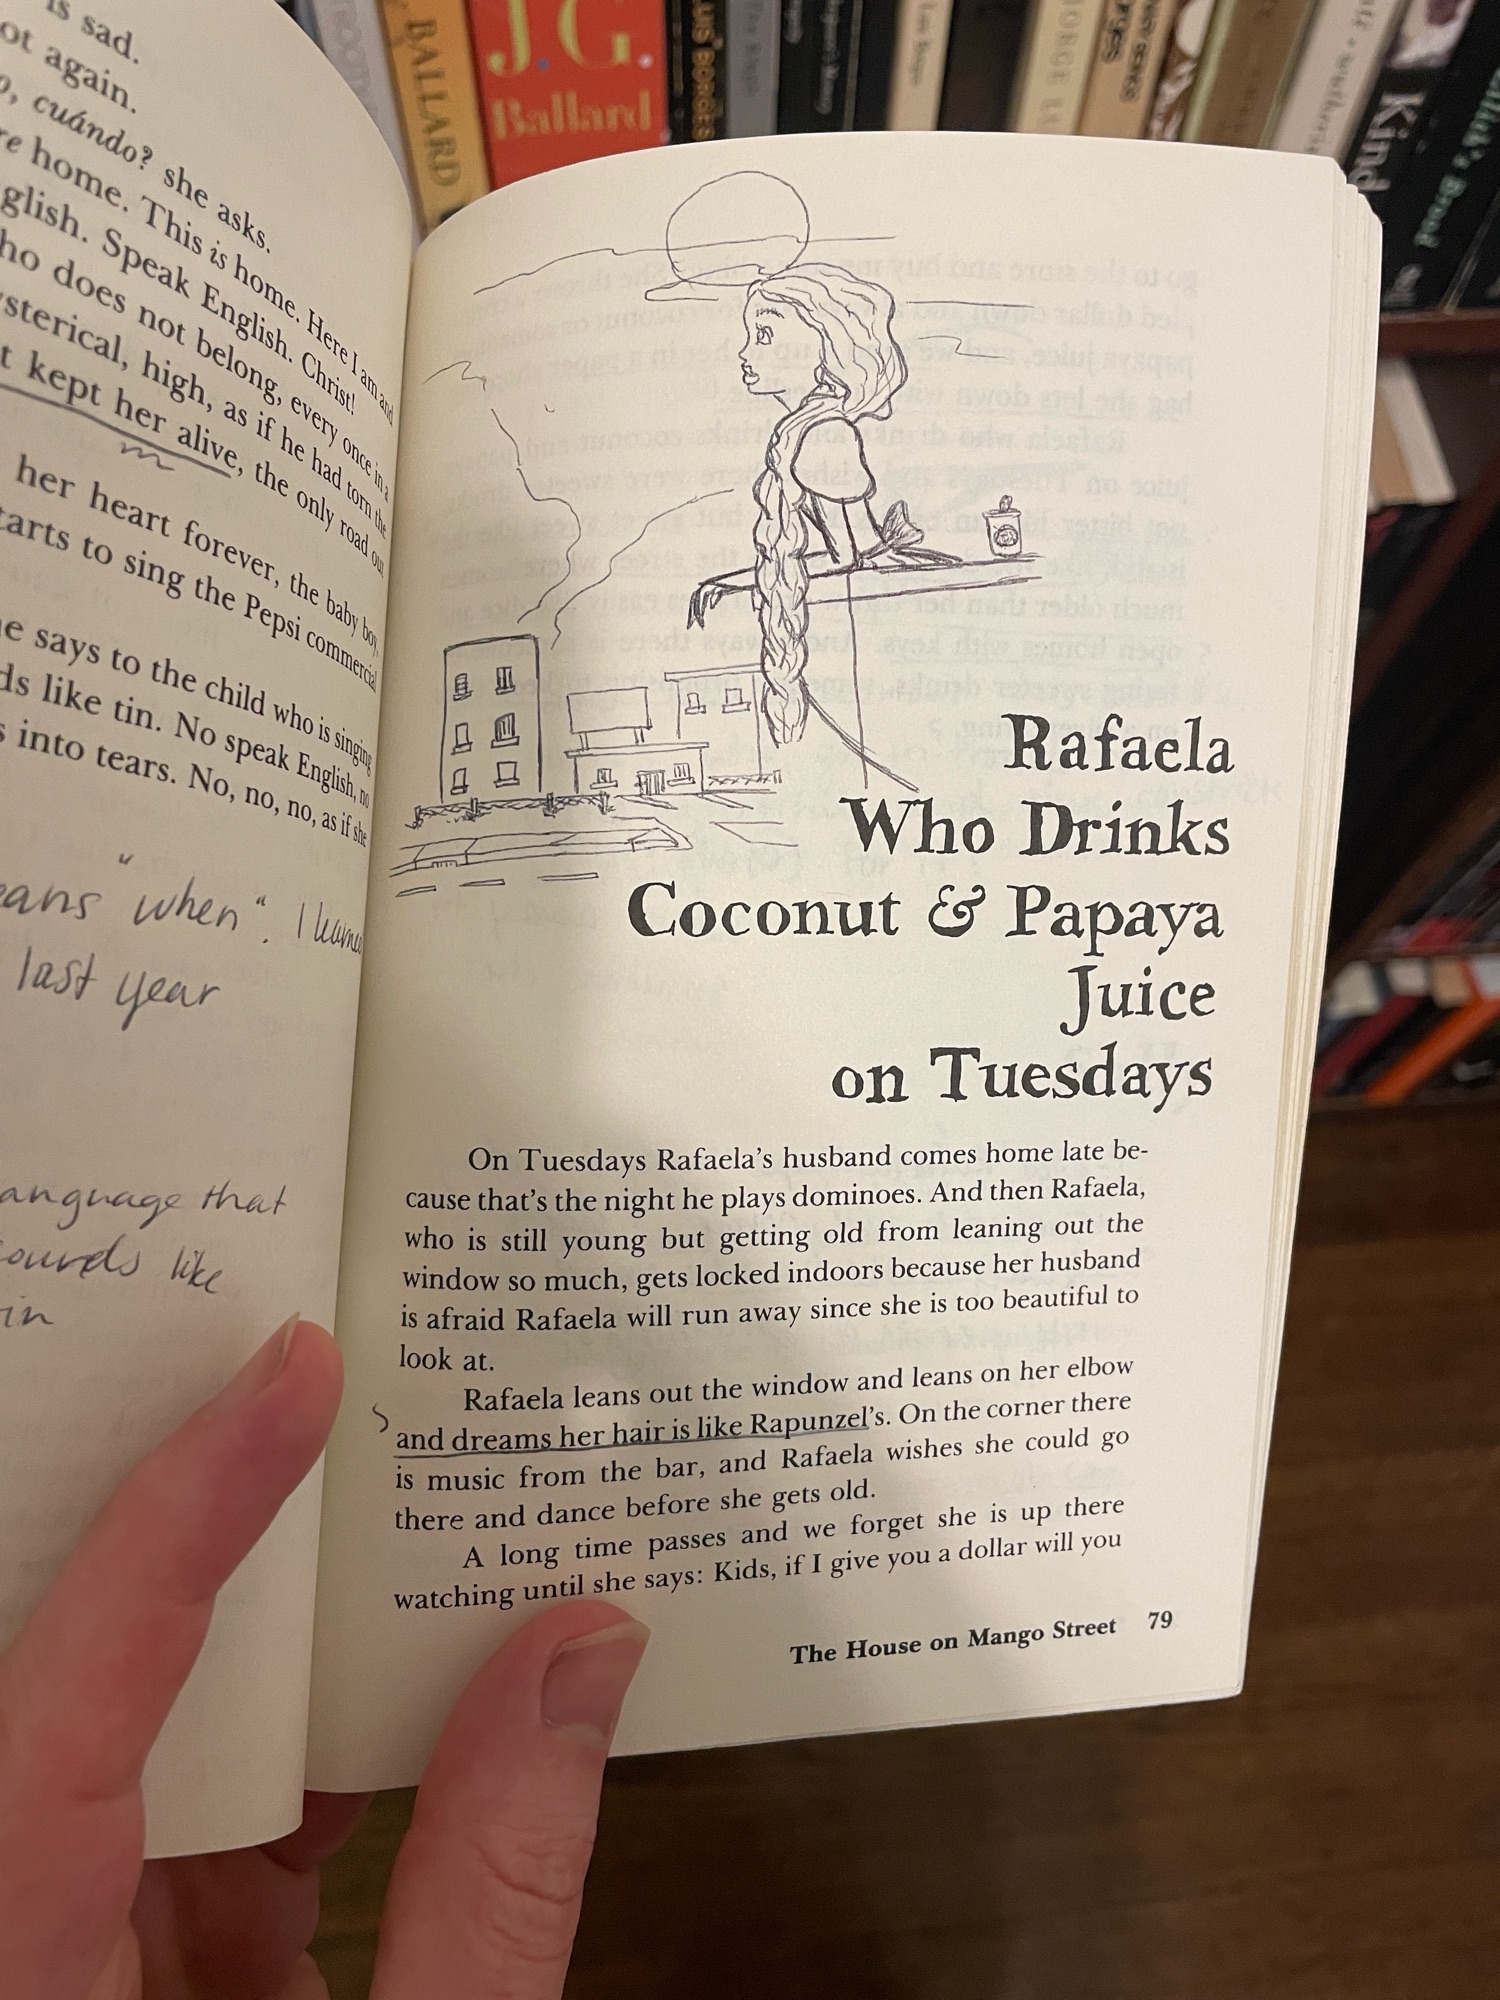 BALLARD
J.G.
Ballard
LUIS BORGES
Kind
is sad.
ot again.
o, cuándo? she asks.
re home. This is home. Here I am and
glish. Speak English. Christ!
ho does not belong, every once in a
sterical, high, as if he had torn the
t kept her alive, the only road out
her heart forever, the baby boy,
tarts to sing the Pepsi commercial
e says to the child who is singing
ds like tin. No speak English, no
s into tears. No, no, no, as if she
eans "when". I learned
last year
anguage that
sounds like
in
Rafaela
Who Drinks
Coconut & Papaya
Juice
on Tuesdays
On Tuesdays Rafaela's husband comes home late be-
cause that's the night he plays dominoes. And then Rafaela,
who is still young but getting old from leaning out the
window so much, gets locked indoors because her husband
is afraid Rafaela will run away since she is too beautiful to
look at.
Rafaela leans out the window and leans on her elbow
and dreams her hair is like Rapunzel's. On the corner there
is music from the bar, and Rafaela wishes she could go
there and dance before she gets old.
A long time passes and we forget she is up there
watching until she says: Kids, if I give you a dollar will you
The House on Mango Street 79